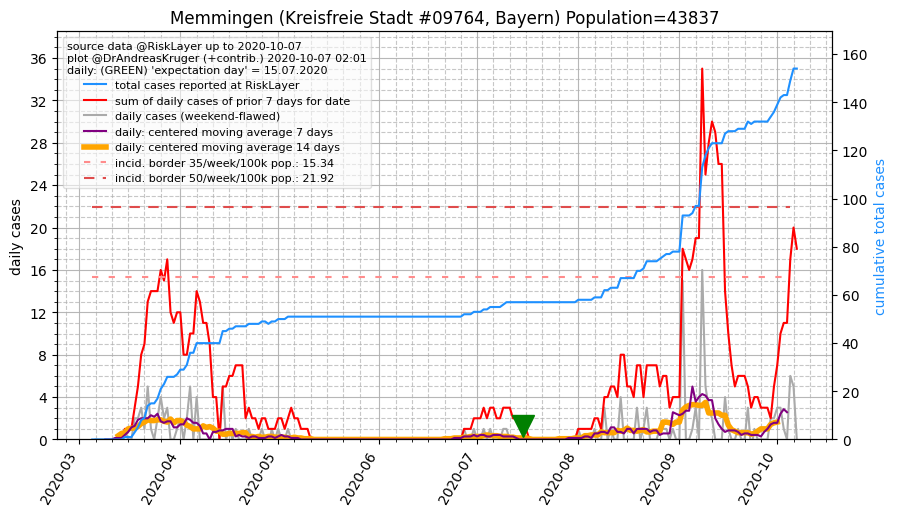 Memmingen (Kreisfreie Stadt #09764, Bayern) Population=43837
source data @RiskLayer up to 2020-10-07
plot @DrAndreasKruger (+contrib.) 2020-10-07 02:01
daily: (GREEN) 'expectation day' = 15.07.2020
total cases reported at RiskLayer
sum of daily cases of prior 7 days for date
daily cases (weekend-flawed)
daily: centered moving average 7 days
daily: centered moving average 14 days
incid. border 35/week/100k pop.: 15.34
incid. border 50/week/100k pop.: 21.92
daily cases
36
32
28
24
20
16
12
8
4
0
160
140
120
100
80
60
40
20
0
cumulative total cases
2020-03
2020-04
2020-05
2020-06
2020-07
2020-08
2020-09
2020-10